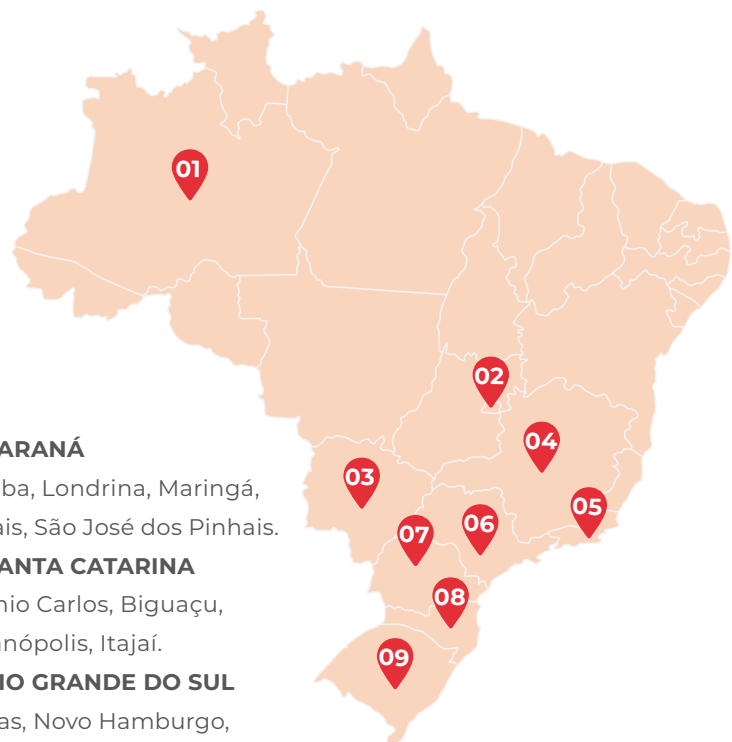 01
02
03
04
05
06
07
08
09
ARANÁ
ba, Londrina, Maringá,
ais, São José dos Pinhais.
ANTA CATARINA
nio Carlos, Biguaçu,
nópolis, Itajaí.
IO GRANDE DO SUL
as, Novo Hamburgo,